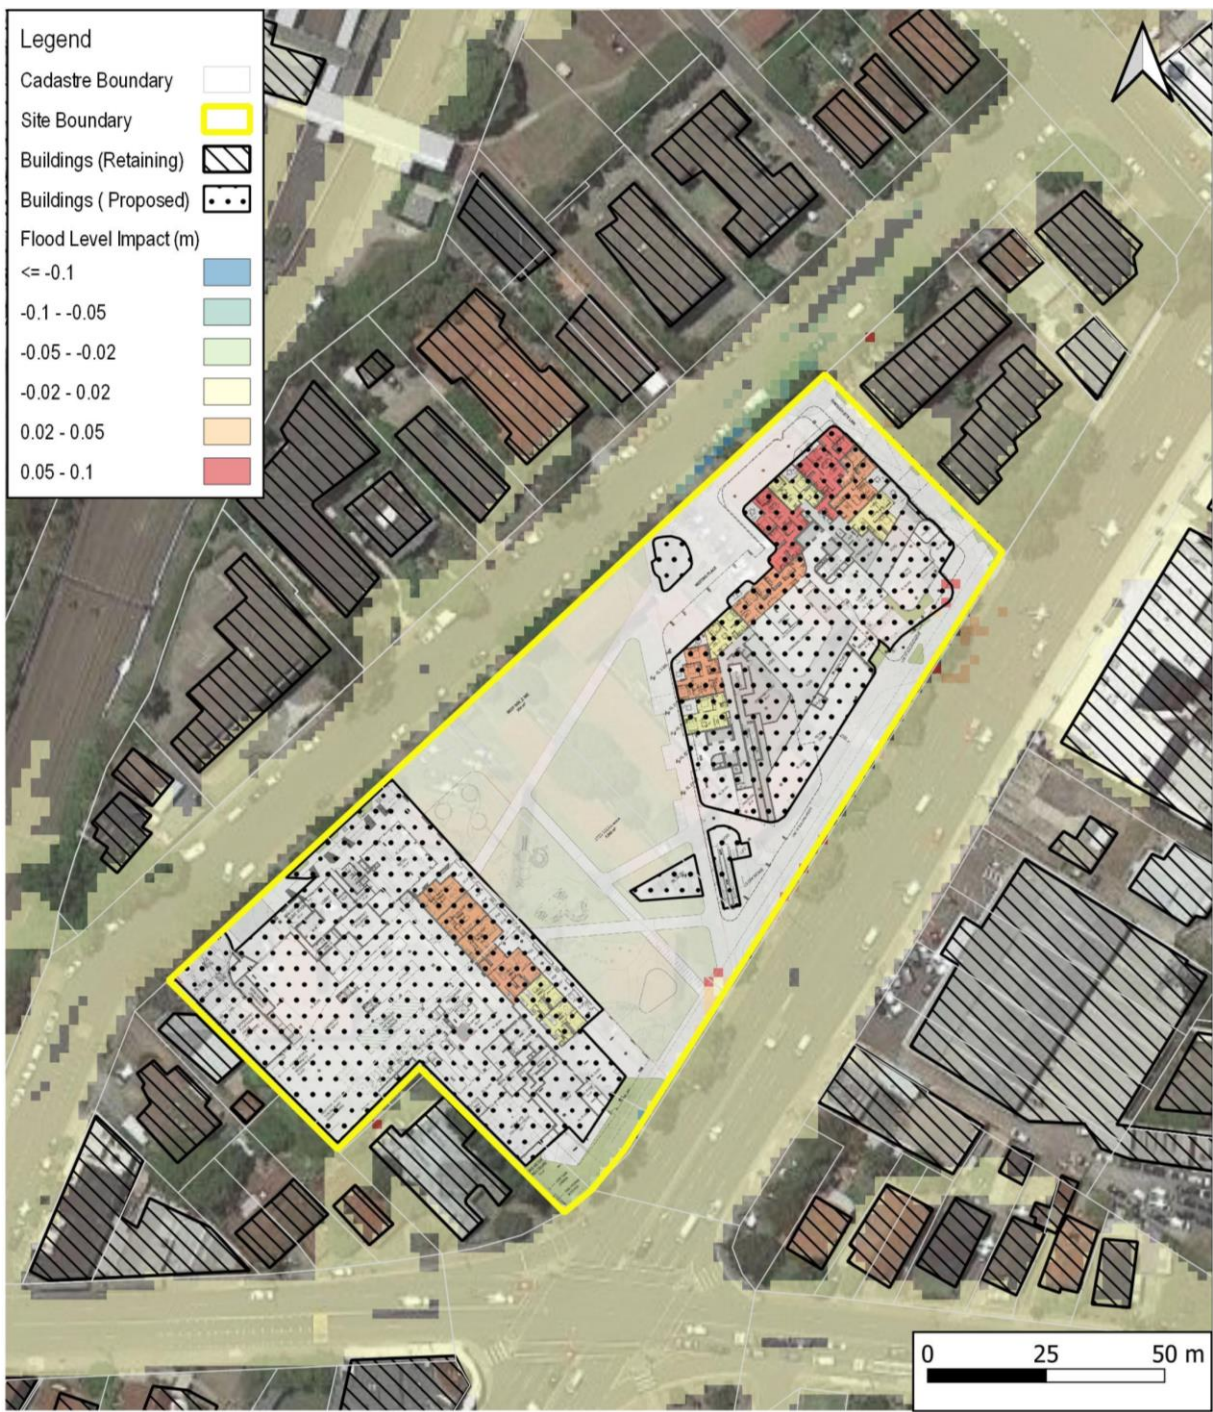 Legend
Cadastre Boundary
Site Boundary
Buildings (Retaining)
Buildings ( Proposed)
Flood Level Impact (m)
<= -0.1
-0.1 - -0.05
-0.05 - -0.02
-0.02 - 0.02
0.02 - 0.05
0.05 - 0.1
0 25 50 m